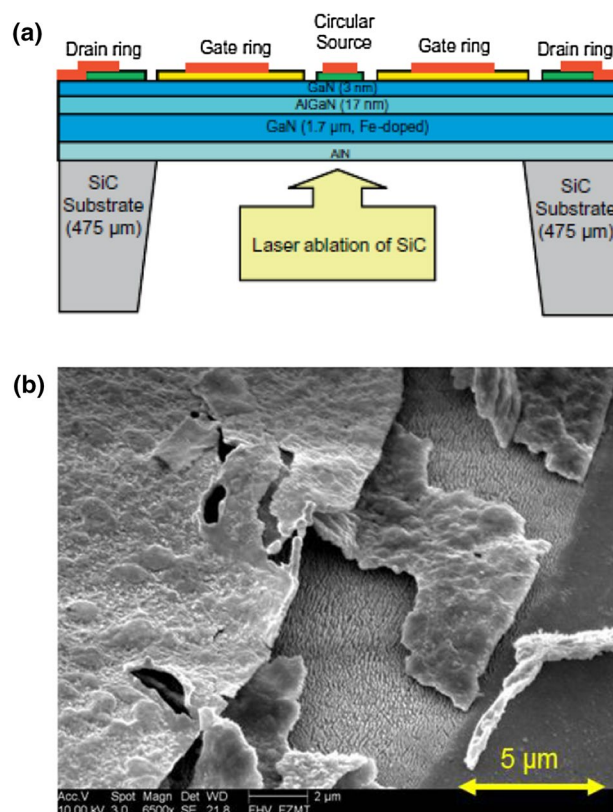 (a)
Circular
Source
Drain ring
Gate ring
Gate ring
Drain ring
GaN (3 nm)
AlGaN (17 nm)
GaN (1.7 µm, Fe-doped)
AlN
SiC
Substrate
(475 µm)
Laser ablation of SiC
SiC
Substrate
(475 µm)
(b)
5 µm
Acc.V Spot Magn Det WD 2 µm
10.00 kV 3.0 6500x SE 21.8 EHV EZMT